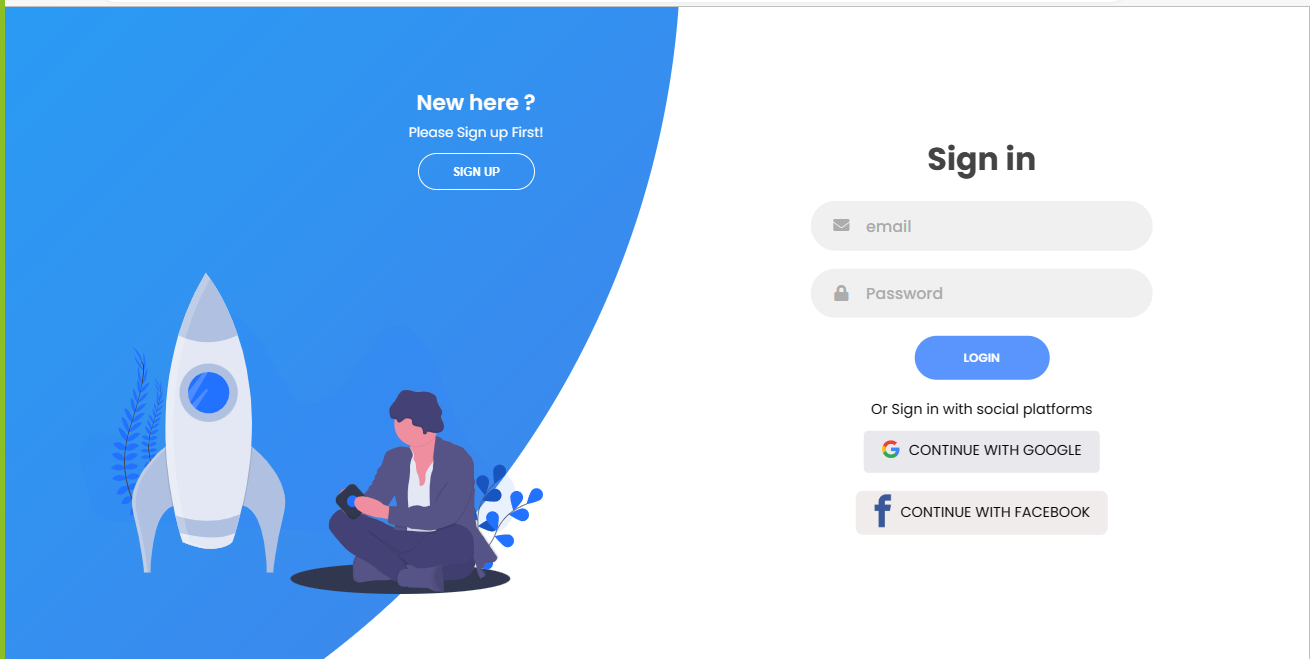 New here ?
Please Sign up First!
SIGN UP
Sign in
email
Password
LOGIN
Or Sign in with social platforms
CONTINUE WITH GOOGLE
CONTINUE WITH FACEBOOK